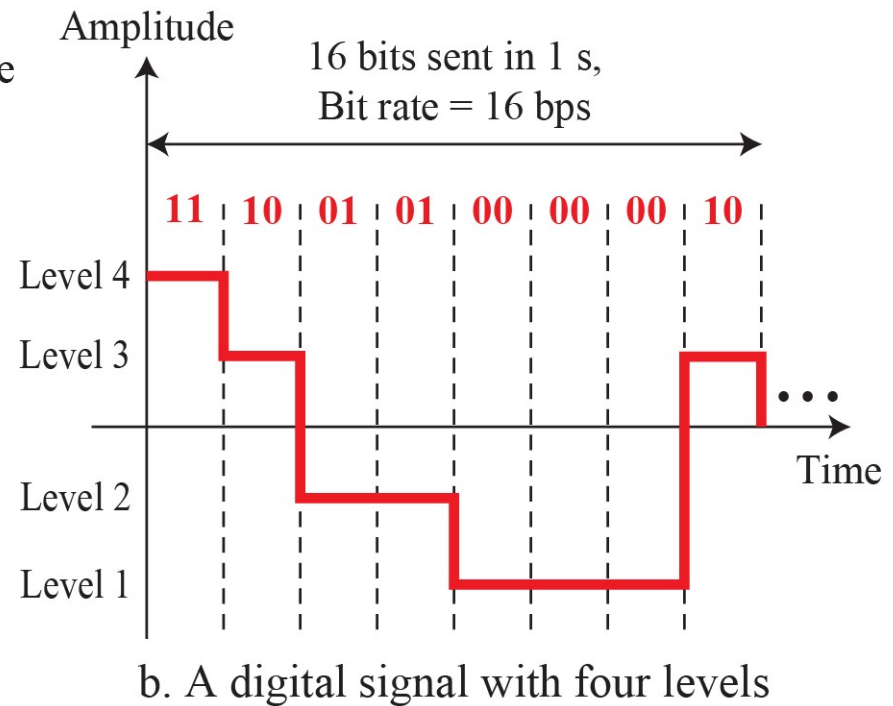 Amplitude
e
16 bits sent in 1 s,
Bit rate = 16 bps
11 10 01 01 00 00 00 10
Level 4
Level 3
Time
Level 2
Level 1
b. A digital signal with four levels